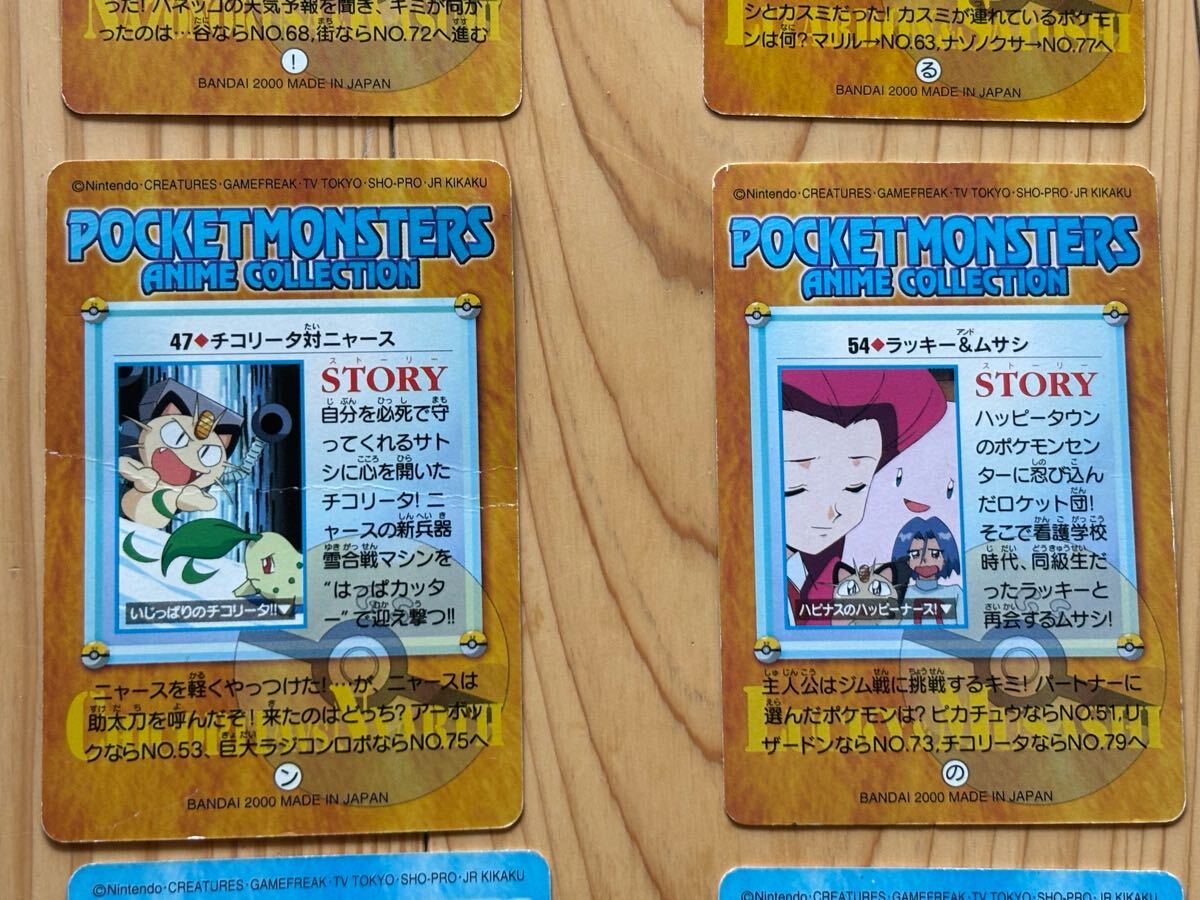 った!ハネッコの天気予報を聞き、キミが向か
ったのは…谷ならNO.68,街ならNO.72へ進む
!
BANDAI 2000 MADE IN JAPAN
シとカスミだった! カスミが連れているポケモ
ンは何?マリル→NO.63,ナゾノクサ→NO.77へ
る
BANDAI 2000 MADE IN JAPAN
©Nintendo・CREATURES・GAMEFREAK・TV TOKYO・SHO-PRO・JR KIKAKU
POCKETMONSTERS
ANIME COLLECTION
47◆チコリータ対ニャース
STORY
自分を必死で守
ってくれるサト
シに心を開いた
チコリータ!ニ
ャースの新兵器
雪合戦マシンを
“はっぱカッタ
ー”で迎え撃つ!!
いじっぱりのチコリータ!!▼
ニャースを軽くやっつけた!…が、ニャースは
助太刀を呼んだぞ!来たのはどっち?アーボッ
クならNO.53、巨大ラジコンロボならNO.75へ
ン
BANDAI 2000 MADE IN JAPAN
©Nintendo・CREATURES・GAMEFREAK・TV TOKYO・SHO-PRO・JR KIKAKU
POCKETMONSTERS
ANIME COLLECTION
54◆ラッキー&ムサシ
STORY
ハッピータウン
のポケモンセン
ターに忍び込ん
だロケット団!
そこで看護学校
時代、同級生だ
ったラッキーと
再会するムサシ!
ハピナスのハッピーナース!▼
主人公はジム戦に挑戦するキミ!パートナーに
選んだポケモンは?ピカチュウならNO.51,リ
ザードンならNO.73,チコリータならNO.79へ
の
BANDAI 2000 MADE IN JAPAN
©Nintendo・CREATURES・GAMEFREAK・TV TOKYO・SHO-PRO・JR KIKAKU
©Nintendo・CREATURES・GAMEFREAK・TV TOKYO・SHO-PRO・JR KIKAKU